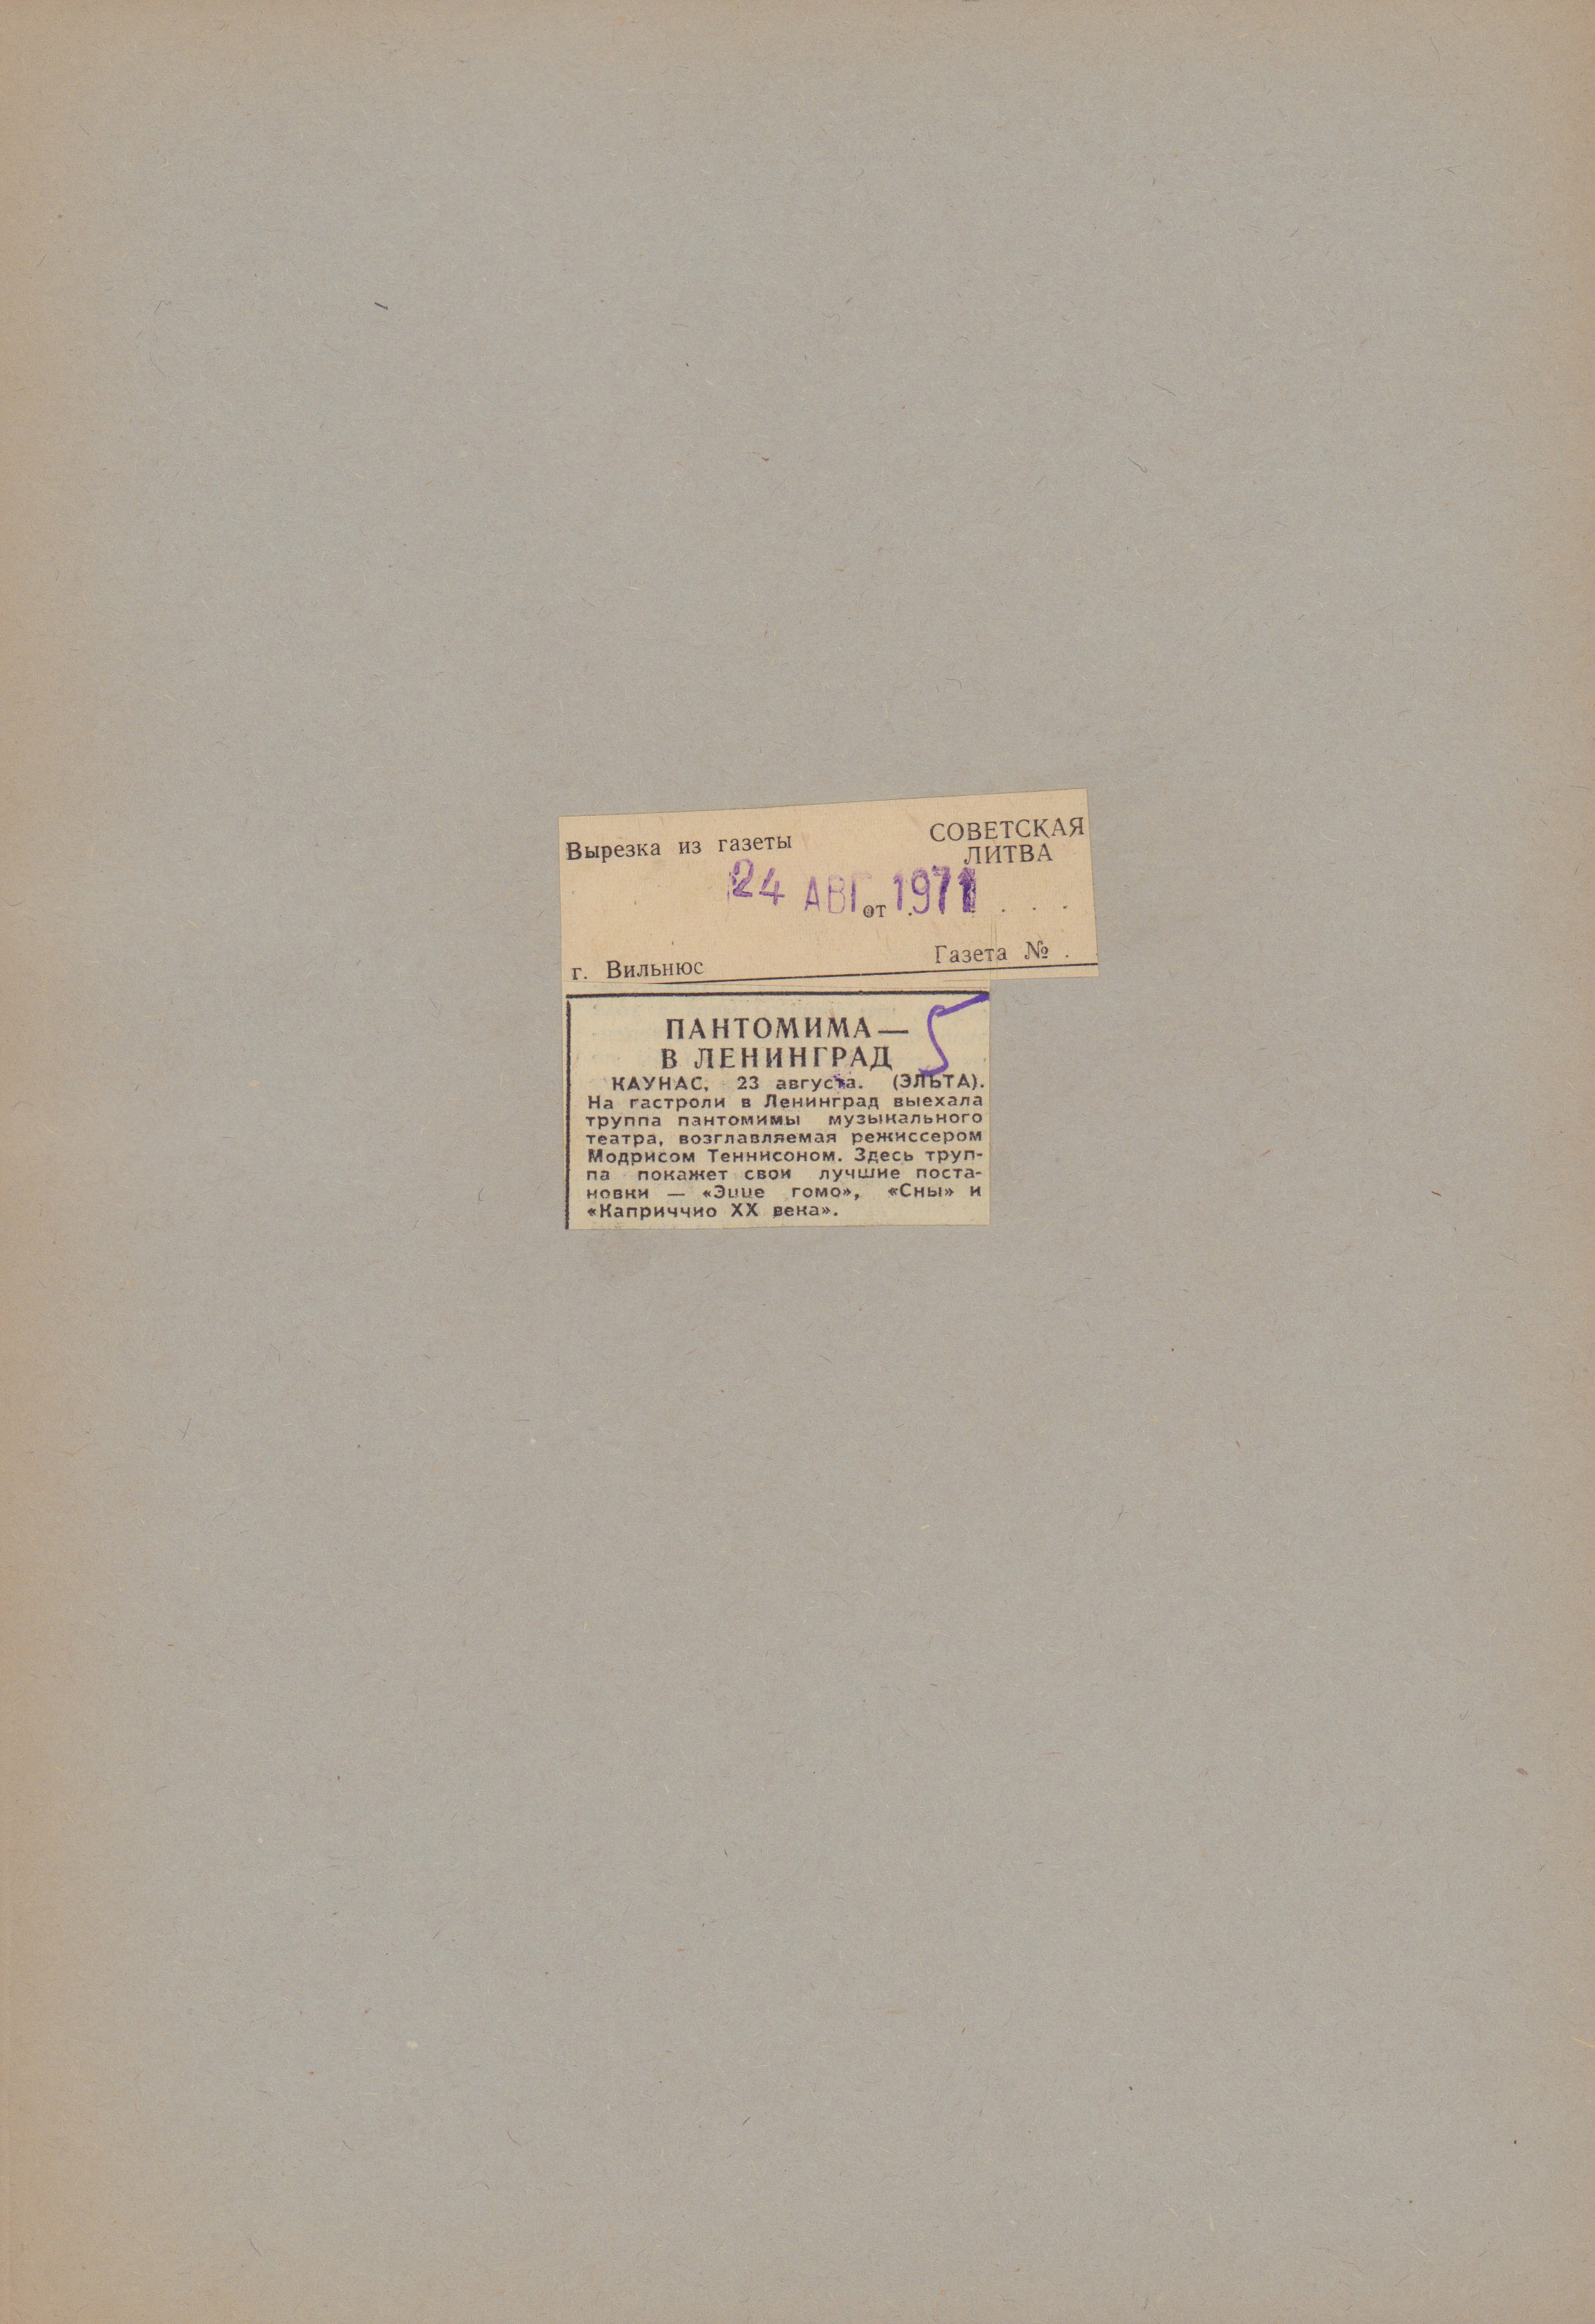 Вырезка из газеты
СОВЕТСКАЯ
ЛИТВА
24 АВГ 1971
от . . . .
г. Вильнюс
Газета № .
5
ПАНТОМИМА —
В ЛЕНИНГРАД
КАУНАС, 23 августа. (ЭЛЬТА).
На гастроли в Ленинград выехала
труппа пантомимы музыкального
театра, возглавляемая режиссером
Модрисом Теннисоном. Здесь труп-
па покажет свои лучшие поста-
новки — «Эцце гомо», «Сны» и
«Каприччио XX века».